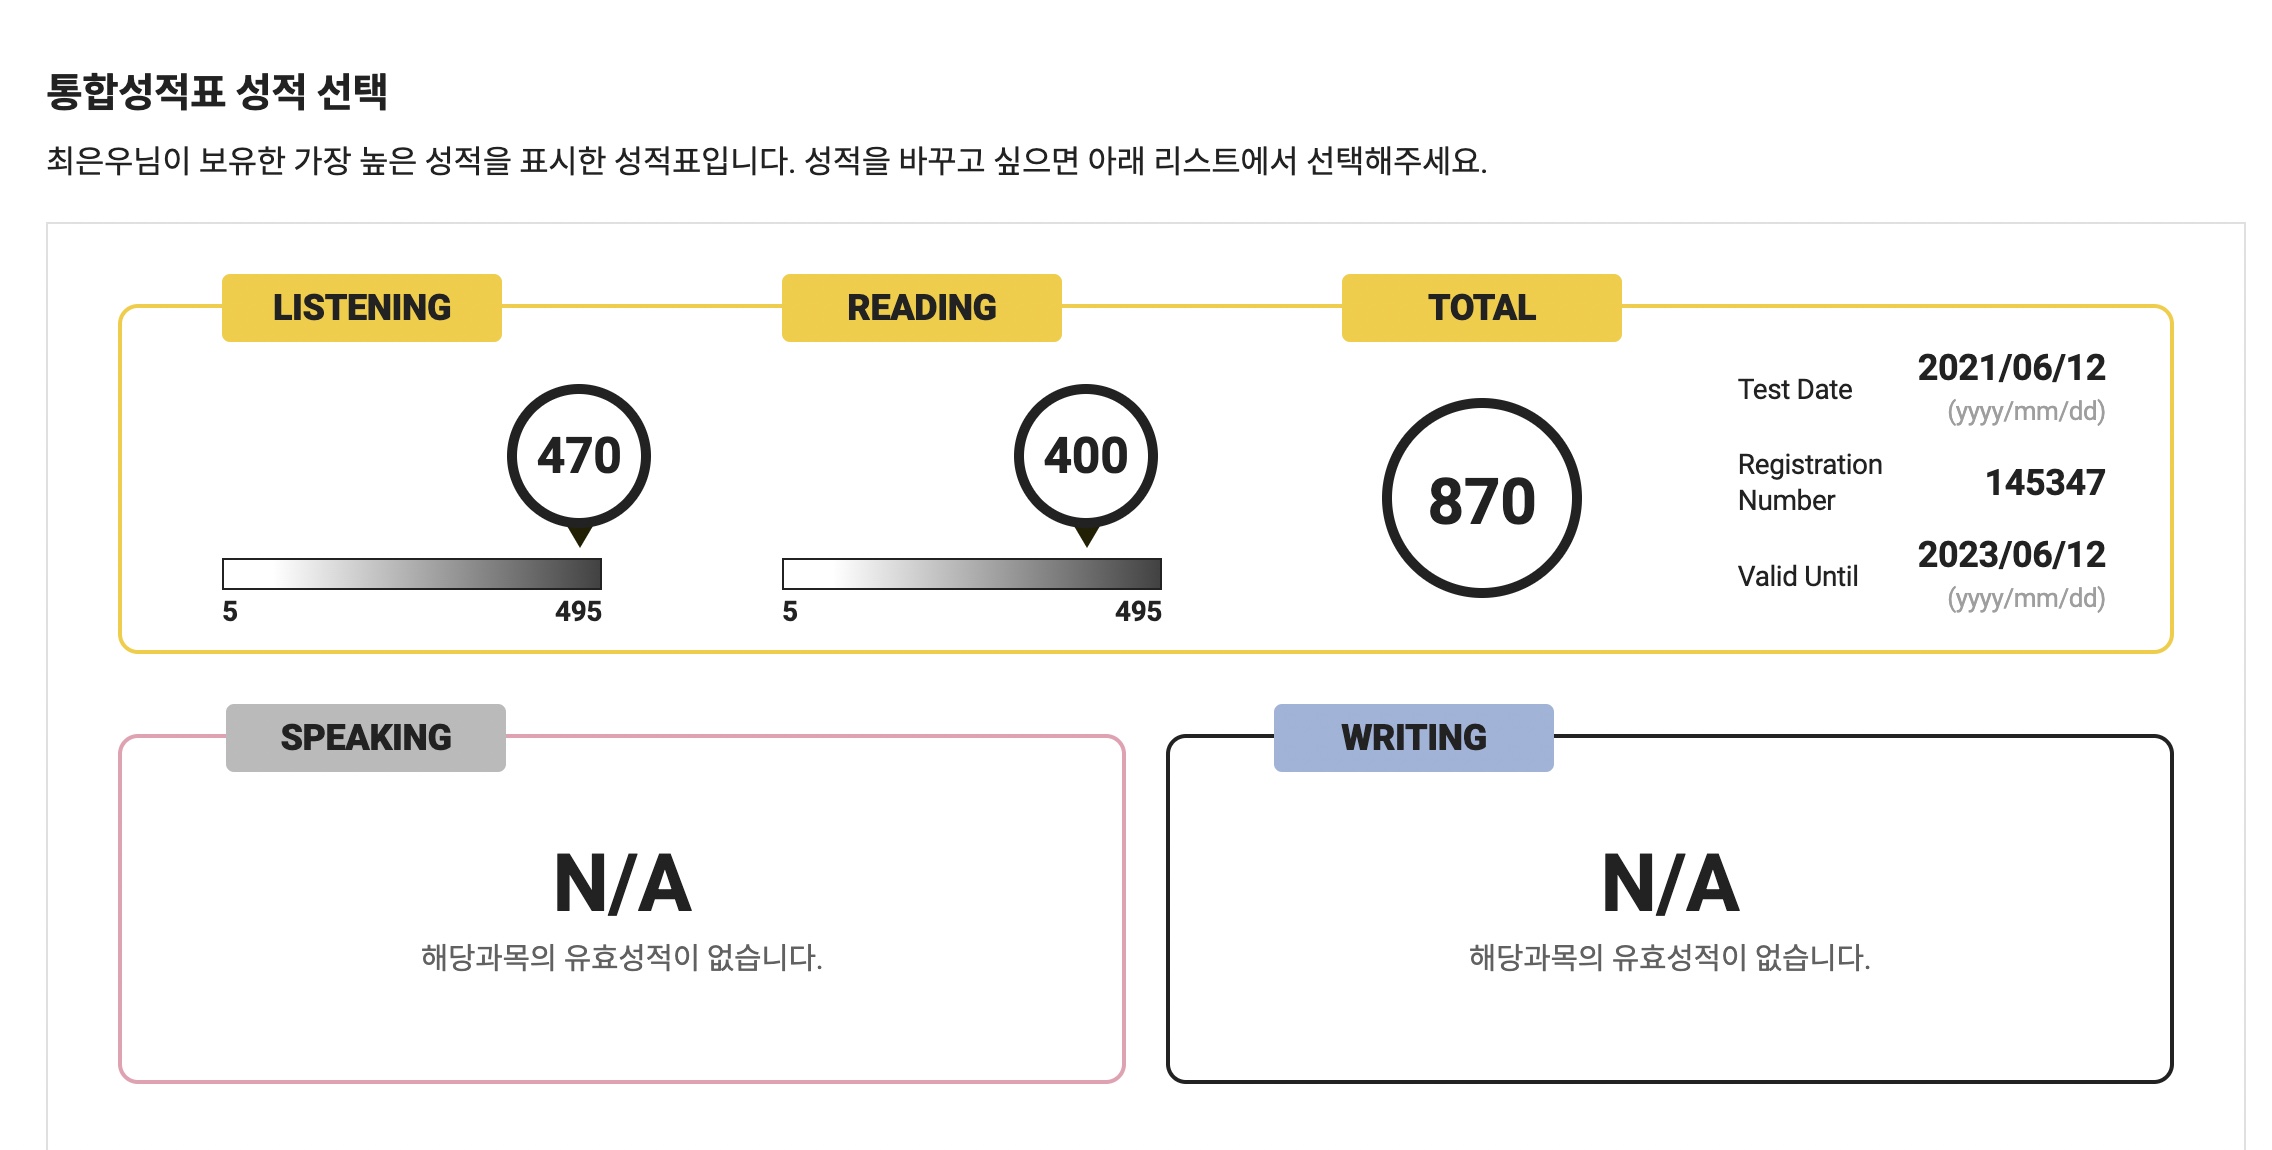 통합성적표 성적 선택
최은우님이 보유한 가장 높은 성적을 표시한 성적표입니다. 성적을 바꾸고 싶으면 아래 리스트에서 선택해주세요.
LISTENING
470
5 495
READING
400
5 495
TOTAL
870
Test Date 2021/06/12
(yyyy/mm/dd)
Registration
Number 145347
Valid Until 2023/06/12
(yyyy/mm/dd)
SPEAKING
N/A
해당과목의 유효성적이 없습니다.
WRITING
N/A
해당과목의 유효성적이 없습니다.